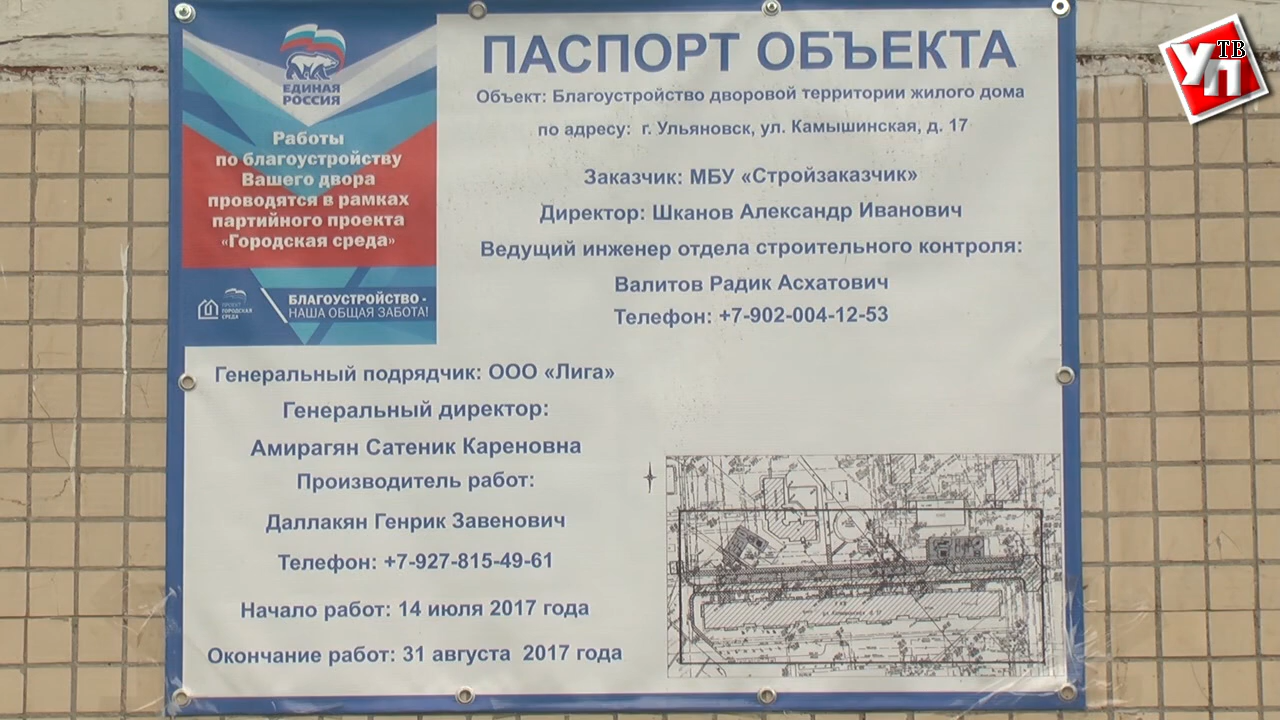 ЕДИНАЯ
РОССИЯ
Работы
по благоустройству
Вашего двора
проводятся в рамках
партийного проекта
«Городская среда»
ПРОЕКТ
ГОРОДСКАЯ
СРЕДА
БЛАГОУСТРОЙСТВО -
НАША ОБЩАЯ ЗАБОТА!
ПАСПОРТ ОБЪЕКТА
Объект: Благоустройство дворовой территории жилого дома
по адресу: г. Ульяновск, ул. Камышинская, д. 17
Заказчик: МБУ «Стройзаказчик»
Директор: Шканов Александр Иванович
Ведущий инженер отдела строительного контроля:
Валитов Радик Асхатович
Телефон: +7-902-004-12-53
Генеральный подрядчик: ООО «Лига»
Генеральный директор:
Амирагян Сатеник Кареновна
Производитель работ:
Даллакян Генрик Завенович
Телефон: +7-927-815-49-61
Начало работ: 14 июля 2017 года
Окончание работ: 31 августа 2017 года
УП ТВ